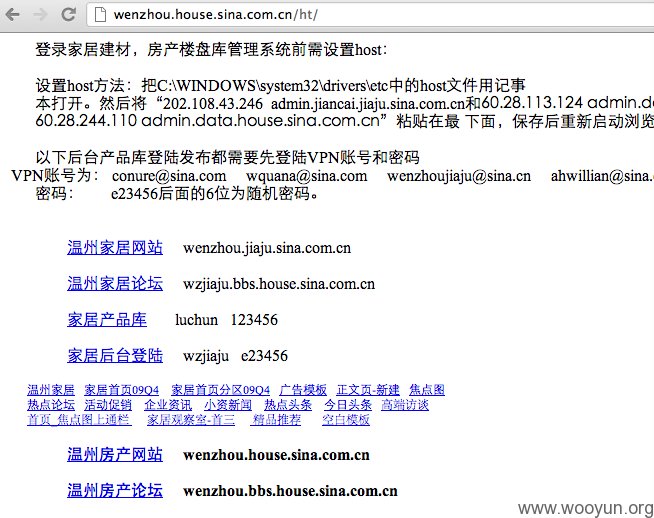 wenzhou.house.sina.com.cn/ht/
登录家居建材，房产楼盘库管理系统前需设置host：
设置host方法：把C:\WINDOWS\system32\drivers\etc中的host文件用记事
本打开。然后将“202.108.43.246 admin.jiancai.jiaju.sina.com.cn和60.28.113.124 admin.da
60.28.244.110 admin.data.house.sina.com.cn”粘贴在最 下面，保存后重新启动浏览
以下后台产品库登陆发布都需要先登陆VPN账号和密码
VPN账号为： conure@sina.com wquana@sina.com wenzhoujiaju@sina.cn ahwillian@sina.co
密码： e23456后面的6位为随机密码。
温州家居网站 wenzhou.jiaju.sina.com.cn
温州家居论坛 wzjiaju.bbs.house.sina.com.cn
家居产品库 luchun 123456
家居后台登陆 wzjiaju e23456
温州家居 家居首页09Q4 家居首页分区09Q4 广告模板 正文页-新建 焦点图
热点论坛 活动促销 企业资讯 小资新闻 热点头条 今日头条 高端访谈
首页_焦点图上通栏 家居观察室-首三 精品推荐 空白模板
温州房产网站 wenzhou.house.sina.com.cn
温州房产论坛 wenzhou.bbs.house.sina.com.cn
www.wooyun.org